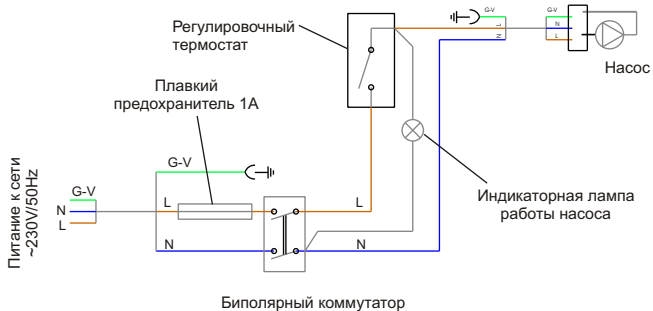 Регулировочный
термостат
G-V
L
N
G-V
N
L
Насос
Плавкий
предохранитель 1А
Питание к сети
~230V/50Hz
G-V
N
L
G-V
L
N
L
N
Индикаторная лампа
работы насоса
Биполярный коммутатор